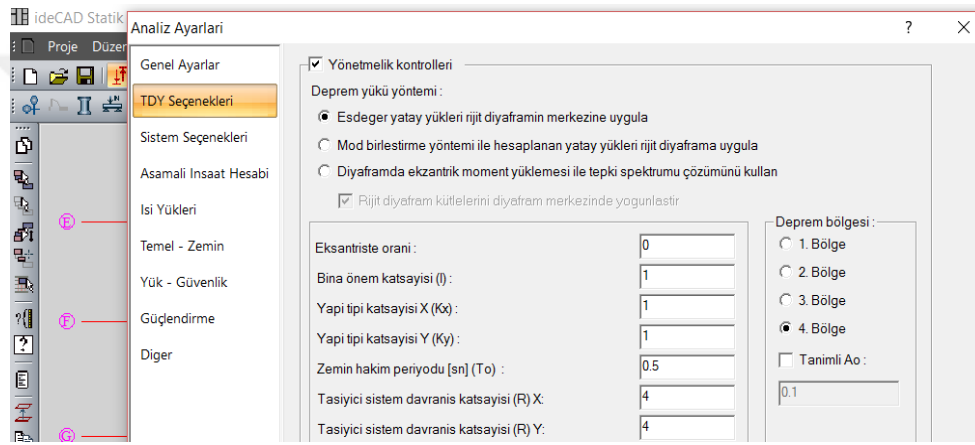 ideCAD Statik
Analiz Ayarlari
?
Proje Düzen
Genel Ayarlar
TDY Seçenekleri
Sistem Seçenekleri
Asamali Insaat Hesabi
Isi Yükleri
Temel - Zemin
Yük - Güvenlik
Güçlendirme
Diger
Yönetmelik kontrolleri
Deprem yükü yöntemi :
Esdeger yatay yükleri rijit diyaframin merkezine uygula
Mod birlestirme yöntemi ile hesaplanan yatay yükleri rijit diyaframa uygula
Diyaframda ekzantrik moment yüklemesi ile tepki spektrumu çözümünü kullan
Rijit diyafram kütlelerini diyafram merkezinde yogunlastir
Eksantriste orani : 0
Bina önem katsayisi (I) : 1
Yapi tipi katsayisi X (Kx) : 1
Yapi tipi katsayisi Y (Ky) : 1
Zemin hakim periyodu [sn] (To) : 0.5
Tasiyici sistem davranis katsayisi (R) X: 4
Tasiyici sistem davranis katsayisi (R) Y: 4
Deprem bölgesi :
1. Bölge
2. Bölge
3. Bölge
4. Bölge
Tanimli Ao :
0.1
E
F
G